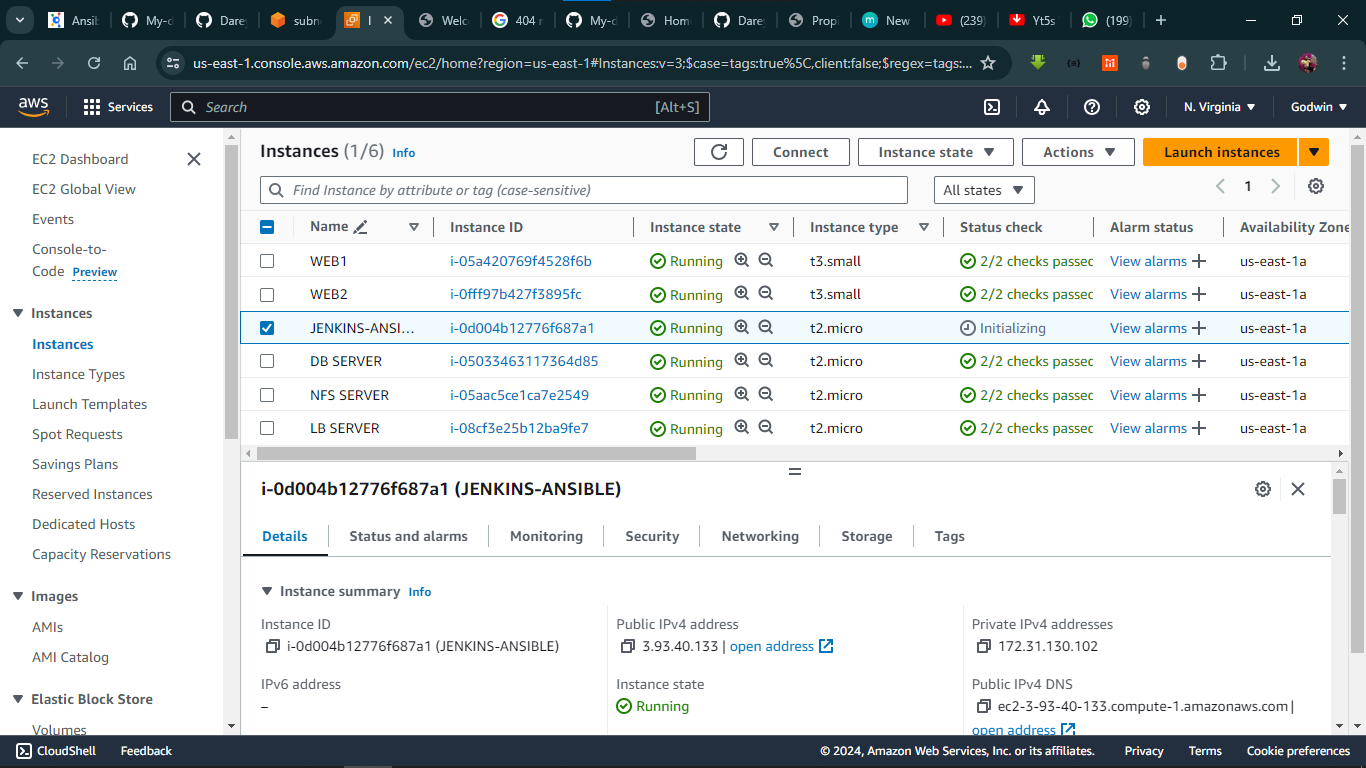 Ansib My-d Darey subne I Welc 404 n My-d Hom Darey Propi New (239) Yt5s (199)
us-east-1.console.aws.amazon.com/ec2/home?region=us-east-1#Instances:v=3;$case=tags:true%5C,client:false;$regex=tags:...
aws Services Search [Alt+S] N. Virginia Godwin
EC2 Dashboard
EC2 Global View
Events
Console-to-
Code Preview
Instances
Instances
Instance Types
Launch Templates
Spot Requests
Savings Plans
Reserved Instances
Dedicated Hosts
Capacity Reservations
Images
AMIs
AMI Catalog
Elastic Block Store
Volumes
Instances (1/6) Info Connect Instance state Actions Launch instances
Find Instance by attribute or tag (case-sensitive) All states 1
Name Instance ID Instance state Instance type Status check Alarm status Availability Zone
WEB1 i-05a420769f4528f6b Running t3.small 2/2 checks passed View alarms us-east-1a
WEB2 i-0fff97b427f3895fc Running t3.small 2/2 checks passed View alarms us-east-1a
JENKINS-ANSI... i-0d004b12776f687a1 Running t2.micro Initializing View alarms us-east-1a
DB SERVER i-05033463117364d85 Running t2.micro 2/2 checks passed View alarms us-east-1a
NFS SERVER i-05aac5ce1ca7e2549 Running t2.micro 2/2 checks passed View alarms us-east-1a
LB SERVER i-08cf3e25b12ba9fe7 Running t2.micro 2/2 checks passed View alarms us-east-1a
i-0d004b12776f687a1 (JENKINS-ANSIBLE)
Details Status and alarms Monitoring Security Networking Storage Tags
Instance summary Info
Instance ID
i-0d004b12776f687a1 (JENKINS-ANSIBLE)
Public IPv4 address
3.93.40.133 | open address
Private IPv4 addresses
172.31.130.102
IPv6 address
–
Instance state
Running
Public IPv4 DNS
ec2-3-93-40-133.compute-1.amazonaws.com |
open address
CloudShell Feedback © 2024, Amazon Web Services, Inc. or its affiliates. Privacy Terms Cookie preferences